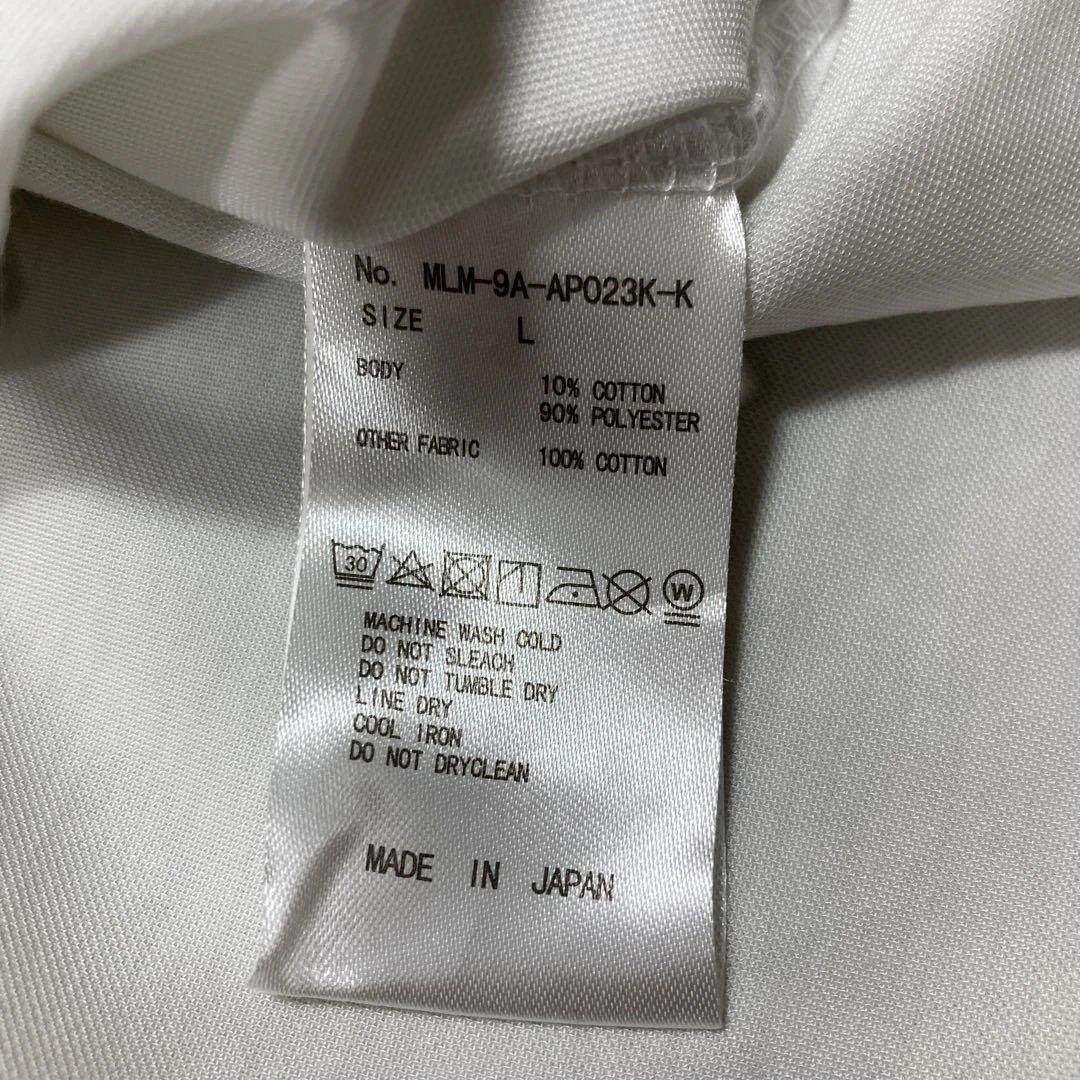 No. MLM-9A-AP023K-K
SIZE L
BODY 10% COTTON
90% POLYESTER
OTHER FABRIC 100% COTTON
30 W
MACHINE WASH COLD
DO NOT SLEACH
DO NOT TUMBLE DRY
LINE DRY
COOL IRON
DO NOT DRYCLEAN
MADE IN JAPAN